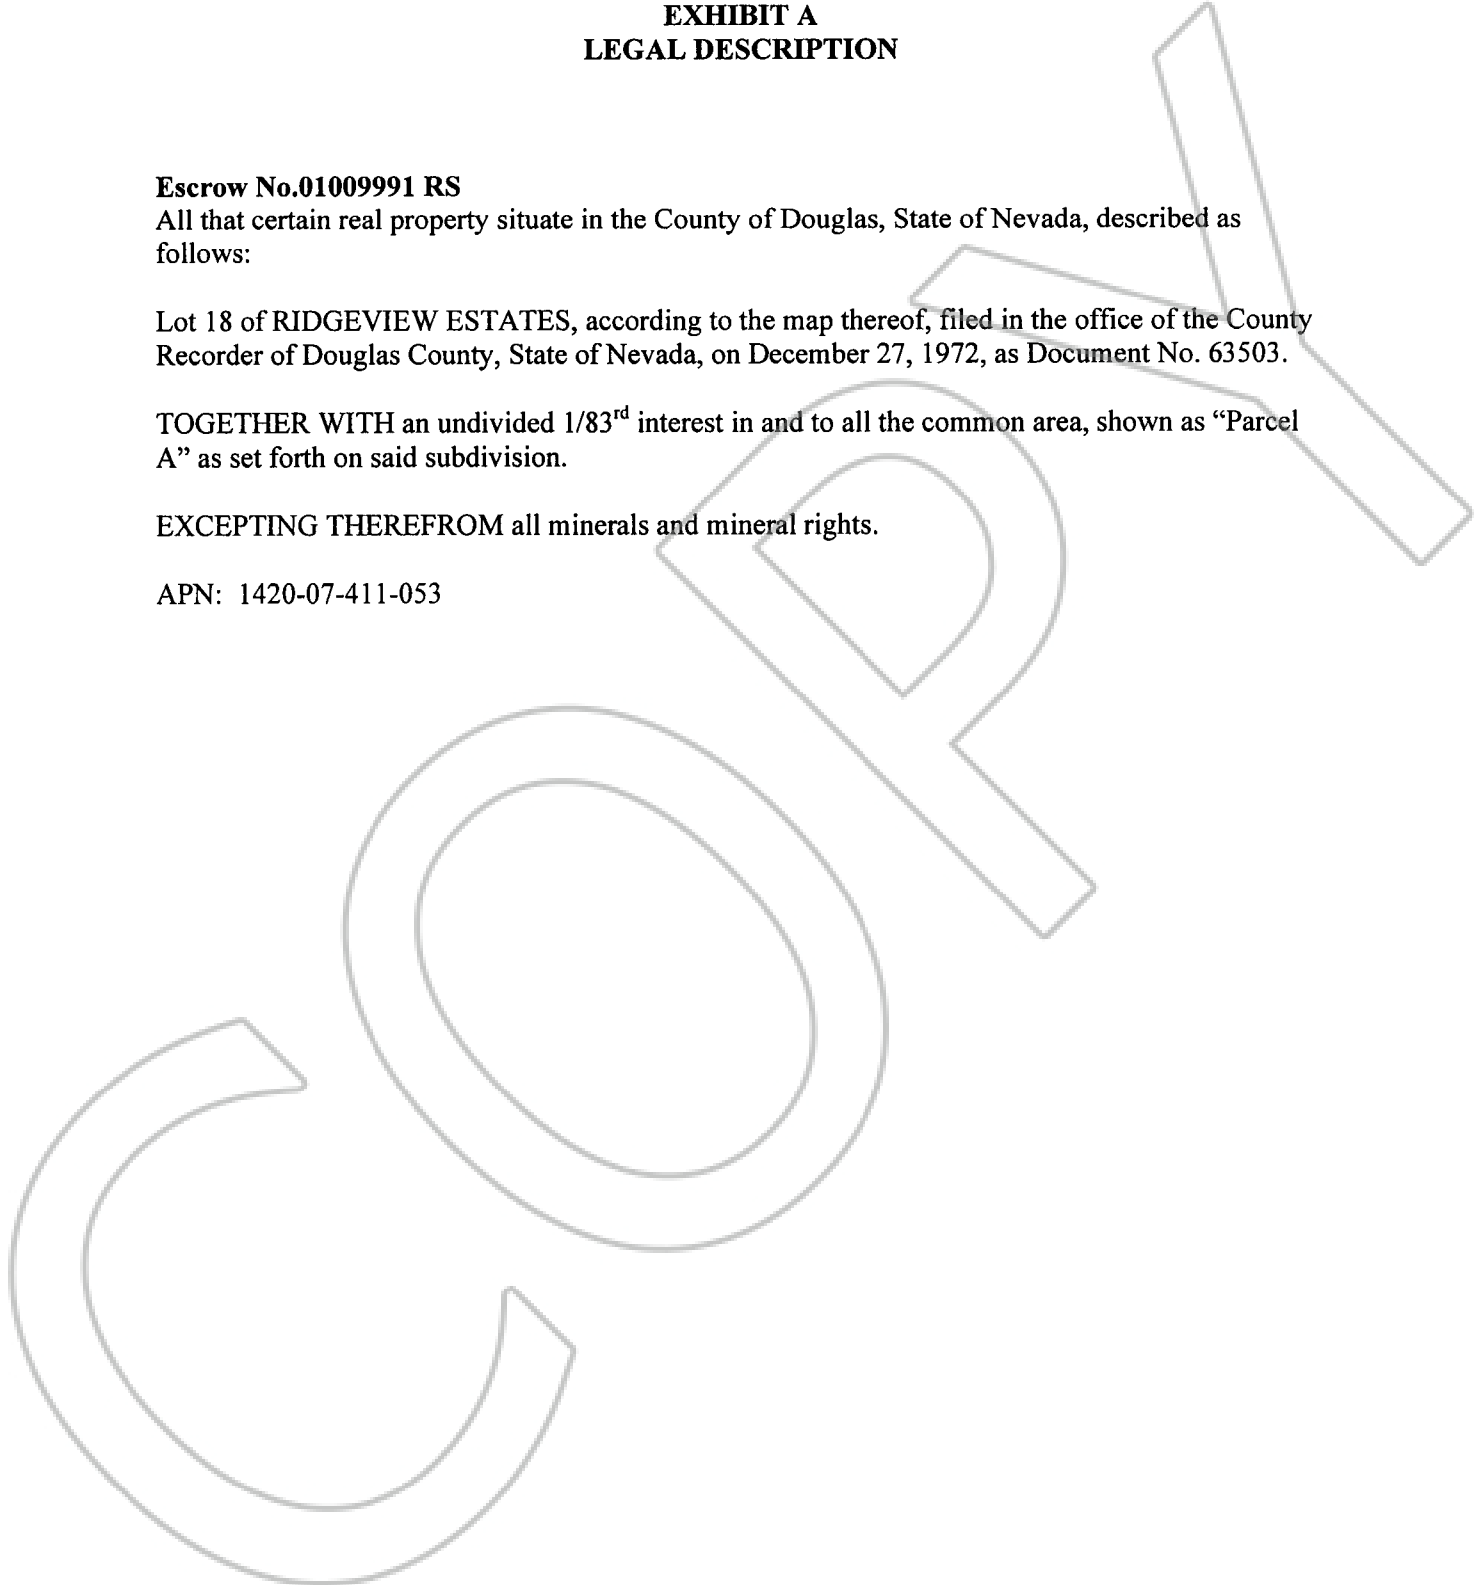 EXHIBIT A
LEGAL DESCRIPTION
Escrow No.01009991 RS
All that certain real property situate in the County of Douglas, State of Nevada, described as
follows:
Lot 18 of RIDGEVIEW ESTATES, according to the map thereof, filed in the office of the County
Recorder of Douglas County, State of Nevada, on December 27, 1972, as Document No. 63503.
TOGETHER WITH an undivided 1/83rd interest in and to all the common area, shown as “Parcel
A” as set forth on said subdivision.
EXCEPTING THEREFROM all minerals and mineral rights.
APN: 1420-07-411-053
COPY